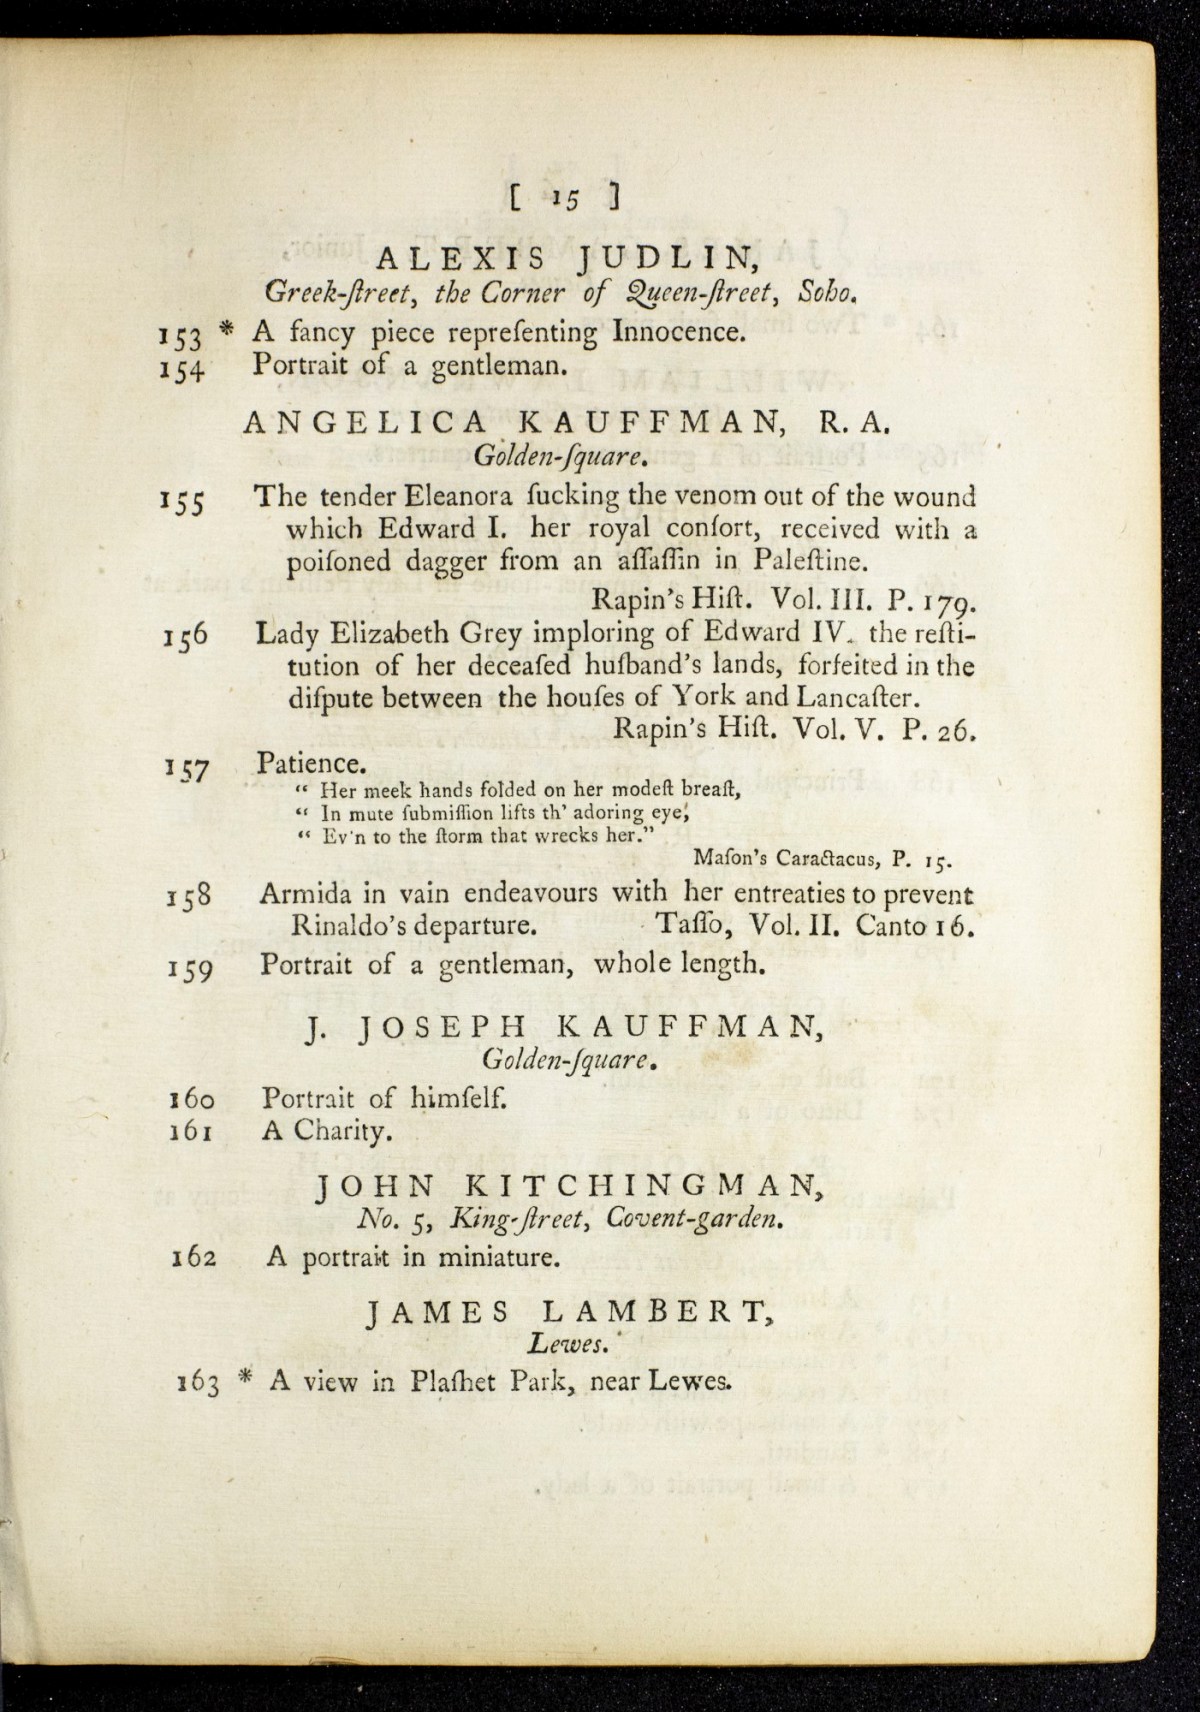 [ 15 ]
ALEXIS JUDLIN,
Greek-ſtreet, the Corner of Queen-ſtreet, Soho.
153 * A fancy piece repreſenting Innocence.
154 Portrait of a gentleman.
ANGELICA KAUFFMAN, R. A.
Golden-ſquare.
155 The tender Eleanora ſucking the venom out of the wound
which Edward I. her royal conſort, received with a
poiſoned dagger from an aſſaſſin in Paleſtine.
Rapin's Hiſt. Vol. III. P. 179.
156 Lady Elizabeth Grey imploring of Edward IV. the reſti-
tution of her deceaſed huſband's lands, forfeited in the
diſpute between the houſes of York and Lancaſter.
Rapin's Hiſt. Vol. V. P. 26.
157 Patience.
“ Her meek hands folded on her modeſt breaſt,
“ In mute ſubmiſſion lifts th' adoring eye,
“ Ev'n to the ſtorm that wrecks her.”
Maſon's Caractacus, P. 15.
158 Armida in vain endeavours with her entreaties to prevent
Rinaldo's departure. Taſſo, Vol. II. Canto 16.
159 Portrait of a gentleman, whole length.
J. JOSEPH KAUFFMAN,
Golden-ſquare.
160 Portrait of himſelf.
161 A Charity.
JOHN KITCHINGMAN,
No. 5, King-ſtreet, Covent-garden.
162 A portrait in miniature.
JAMES LAMBERT,
Lewes.
163 * A view in Plaſhet Park, near Lewes.